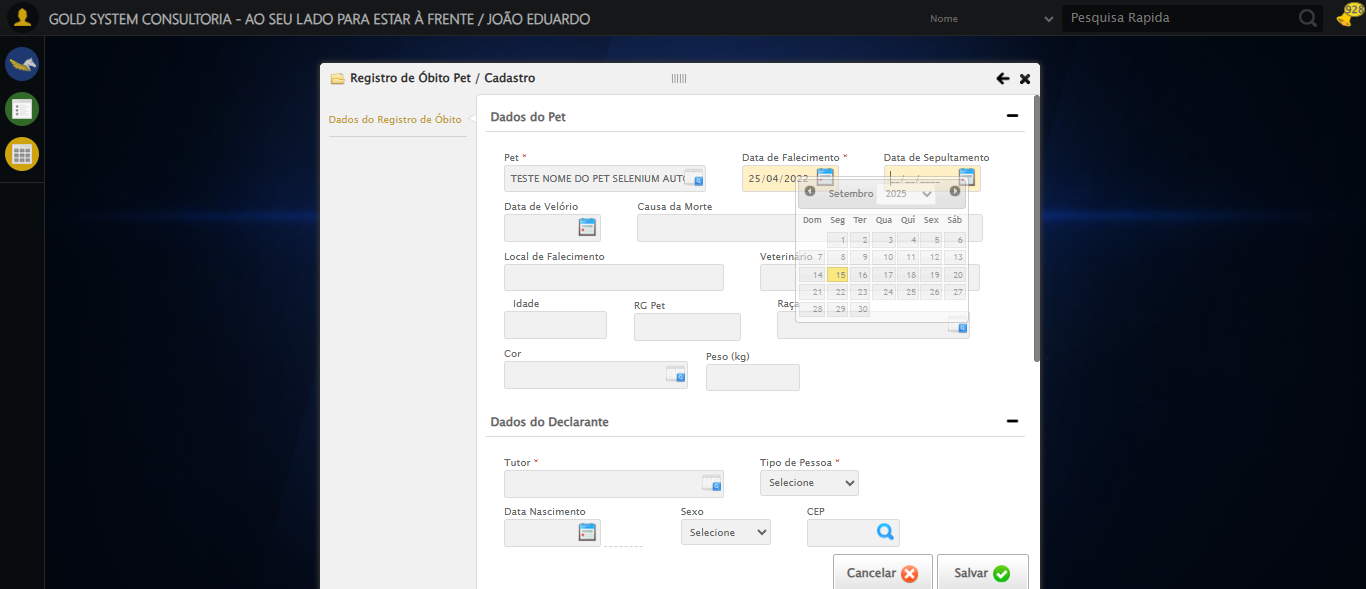 GOLD SYSTEM CONSULTORIA - AO SEU LADO PARA ESTAR À FRENTE / JOÃO EDUARDO
Nome
Pesquisa Rapida
928
Registro de Óbito Pet / Cadastro
Dados do Registro de Óbito
Dados do Pet
Pet *
Data de Falecimento *
Data de Sepultamento
TESTE NOME DO PET SELENIUM AUT
25/04/2022
__/__/____
Setembro 2025
Dom Seg Ter Qua Qui Sex Sáb
1 2 3 4 5 6
7 8 9 10 11 12 13
14 15 16 17 18 19 20
21 22 23 24 25 26 27
28 29 30
Data de Velório
Causa da Morte
Local de Falecimento
Veterinário
Idade
RG Pet
Raça
Cor
Peso (kg)
Dados do Declarante
Tutor *
Tipo de Pessoa *
Selecione
Data Nascimento
Sexo
CEP
Selecione
Cancelar
Salvar